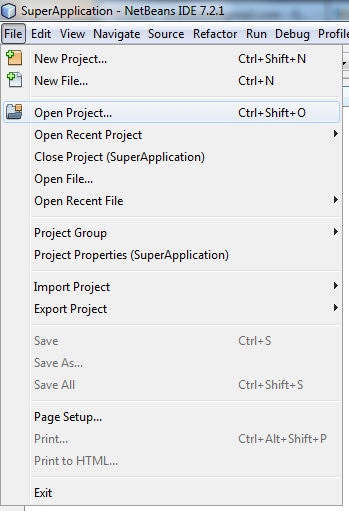 SuperApplication - NetBeans IDE 7.2.1
File Edit View Navigate Source Refactor Run Debug Profile
New Project... Ctrl+Shift+N
New File... Ctrl+N
Open Project... Ctrl+Shift+O
Open Recent Project
Close Project (SuperApplication)
Open File...
Open Recent File
Project Group
Project Properties (SuperApplication)
Import Project
Export Project
Save Ctrl+S
Save As...
Save All Ctrl+Shift+S
Page Setup...
Print... Ctrl+Alt+Shift+P
Print to HTML...
Exit